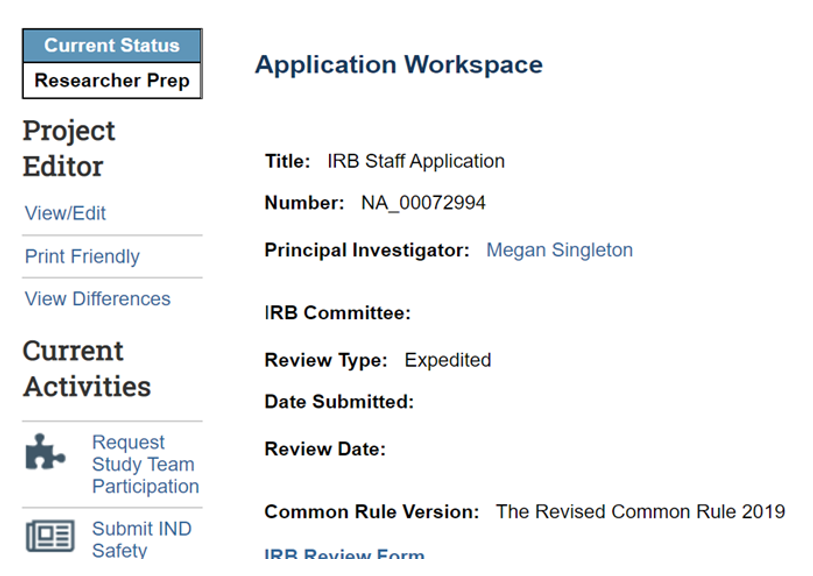 Current Status
Researcher Prep
Project
Editor
View/Edit
Print Friendly
View Differences
Current
Activities
Request
Study Team
Participation
Submit IND
Safety
Application Workspace
Title: IRB Staff Application
Number: NA_00072994
Principal Investigator: Megan Singleton
IRB Committee:
Review Type: Expedited
Date Submitted:
Review Date:
Common Rule Version: The Revised Common Rule 2019
IRB Review Form